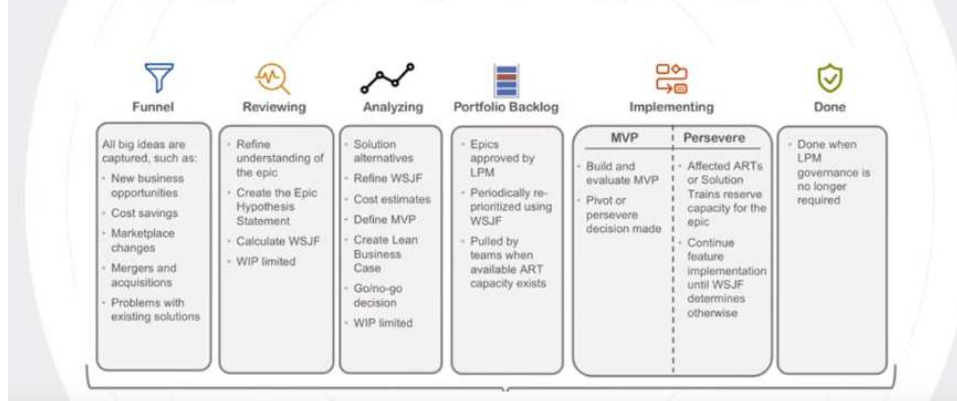 Funnel
Reviewing
Analyzing
Portfolio Backlog
Implementing
Done
All big ideas are
captured, such as:
• New business
opportunities
• Cost savings
• Marketplace
changes
• Mergers and
acquisitions
• Problems with
existing solutions
• Refine
understanding of
the epic
• Create the Epic
Hypothesis
Statement
• Calculate WSJF
• WIP limited
• Solution
alternatives
• Refine WSJF
• Cost estimates
• Define MVP
• Create Lean
Business
Case
• Go/no-go
decision
• WIP limited
• Epics
approved by
LPM
• Periodically re-
prioritized using
WSJF
• Pulled by
teams when
available ART
capacity exists
MVP
• Build and
evaluate MVP
• Pivot or
persevere
decision made
Persevere
• Affected ARTs
or Solution
Trains reserve
capacity for the
epic
• Continue
feature
implementation
until WSJF
determines
otherwise
• Done when
LPM
governance is
no longer
required